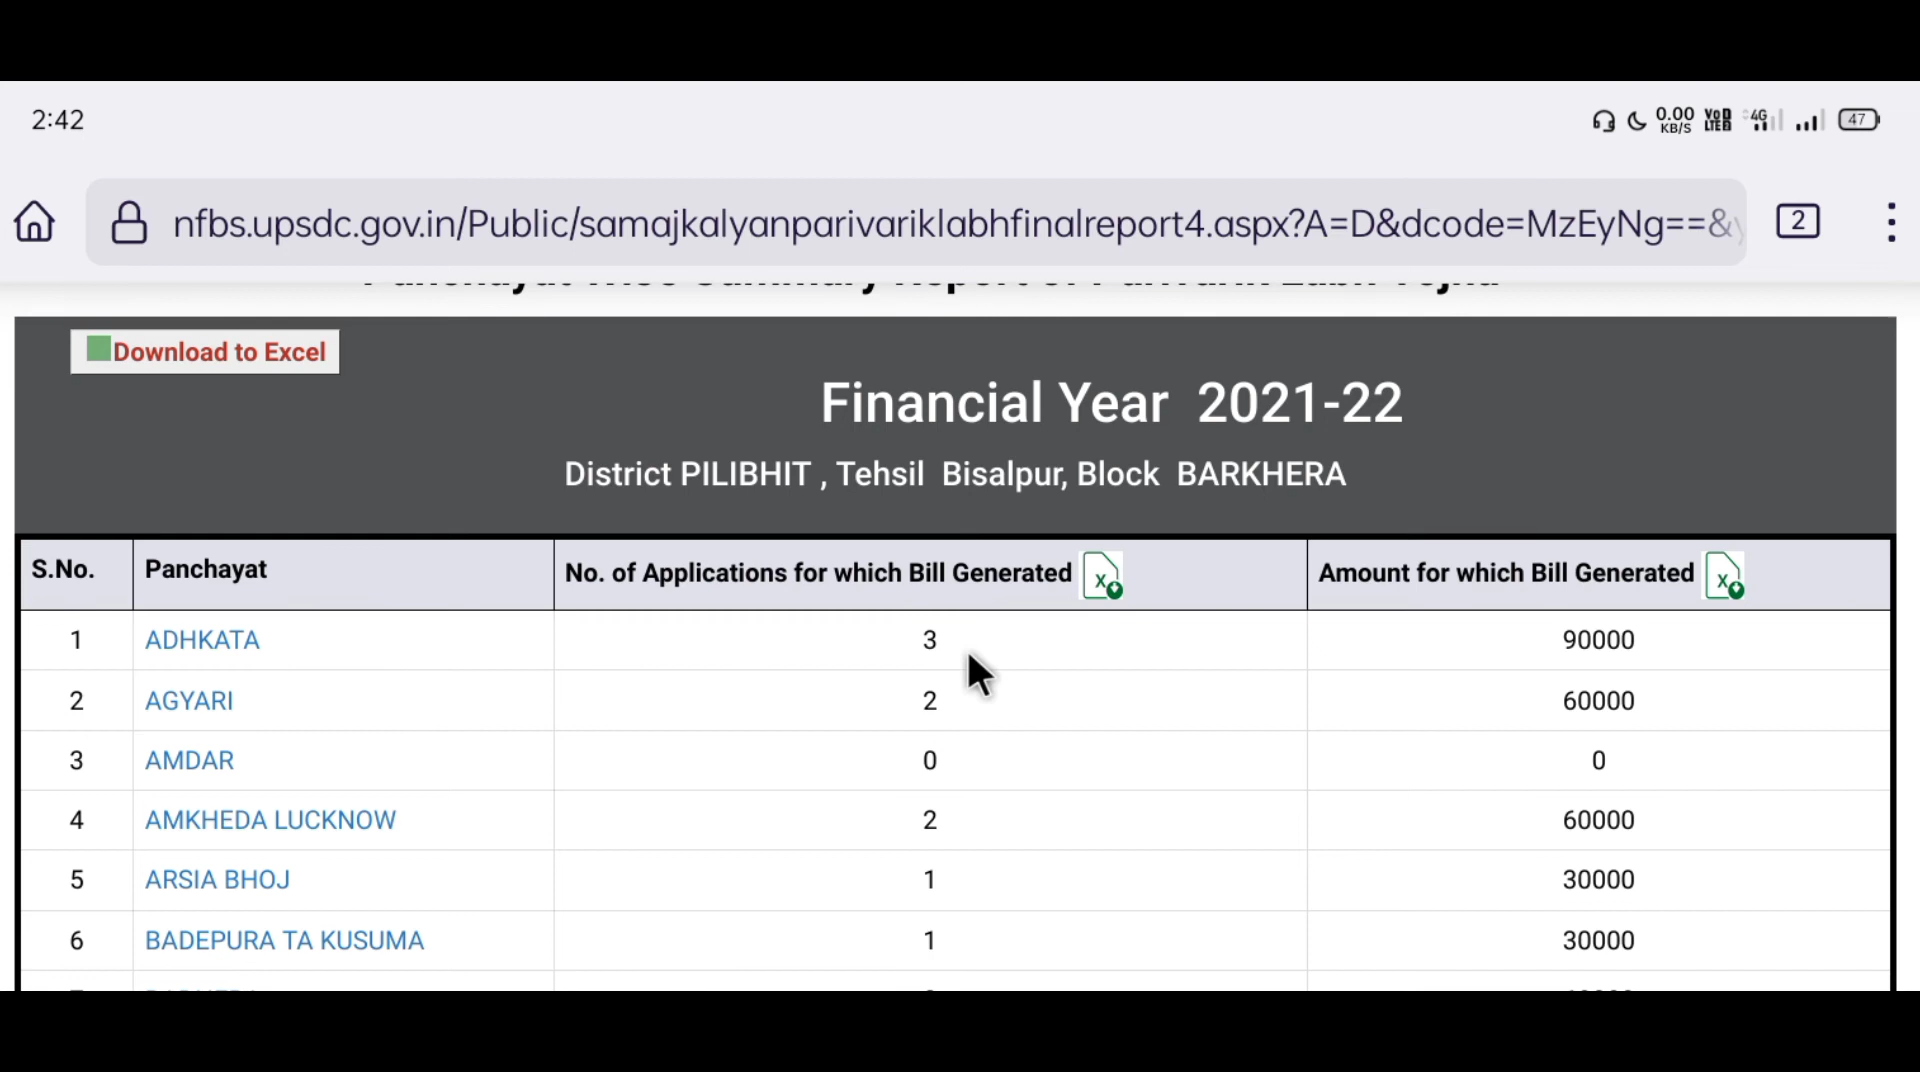 2:42
0.00 KB/S
VoD LTE
4G
47
nfbs.upsdc.gov.in/Public/samajkalyanparivariklabhfinalreport4.aspx?A=D&dcode=MzEyNg==&
2
Download to Excel
Financial Year 2021-22
District PILIBHIT , Tehsil Bisalpur, Block BARKHERA
S.No. Panchayat No. of Applications for which Bill Generated Amount for which Bill Generated
1 ADHKATA 3 90000
2 AGYARI 2 60000
3 AMDAR 0 0
4 AMKHEDA LUCKNOW 2 60000
5 ARSIA BHOJ 1 30000
6 BADEPURA TA KUSUMA 1 30000